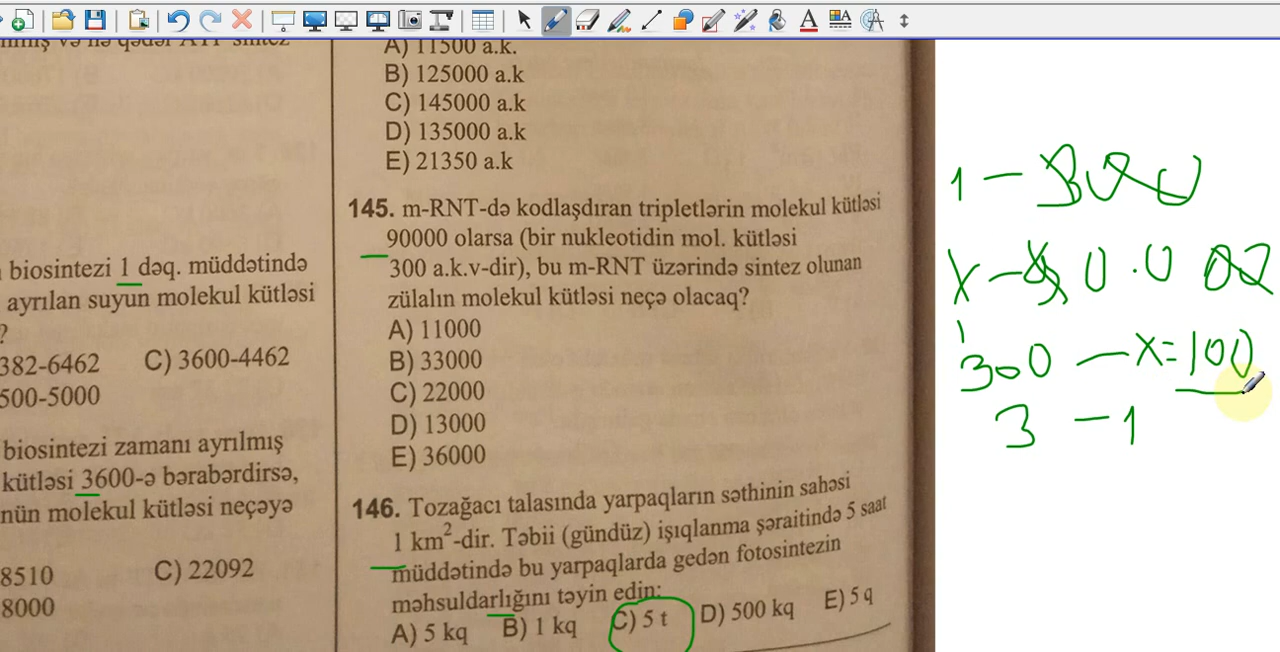 və nə qədər ATP sintez
biosintezi 1 dəq. müddətində
ayrılan suyun molekul kütləsi
?
382-6462 C) 3600-4462
500-5000
biosintezi zamanı ayrılmış
kütləsi 3600-ə bərabərdirsə,
nün molekul kütləsi neçəyə
8510 C) 22092
8000
A) 11500 a.k.
B) 125000 a.k
C) 145000 a.k
D) 135000 a.k
E) 21350 a.k
145. m-RNT-də kodlaşdıran tripletlərin molekul kütləsi
90000 olarsa (bir nukleotidin mol. kütləsi
300 a.k.v-dir), bu m-RNT üzərində sintez olunan
zülalın molekul kütləsi neçə olacaq?
A) 11000
B) 33000
C) 22000
D) 13000
E) 36000
146. Tozağacı talasında yarpaqların səthinin sahəsi
1 km²-dir. Təbii (gündüz) işıqlanma şəraitində 5 saat
müddətində bu yarpaqlarda gedən fotosintezin
məhsuldarlığını təyin edin:
A) 5 kq B) 1 kq C) 5 t D) 500 kq E) 5 q
1 - 300
300 - x = 100
3 - 1